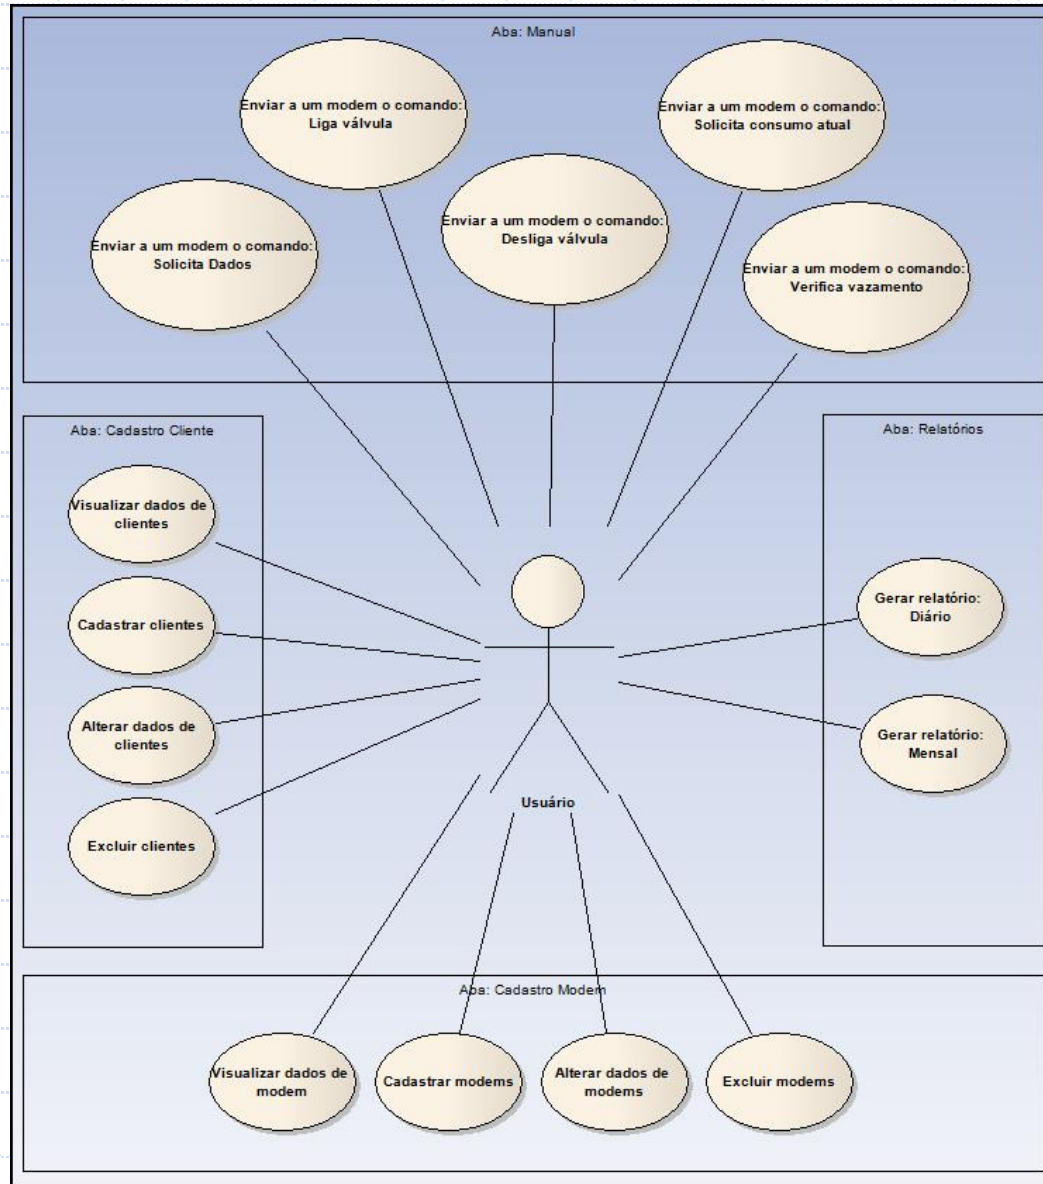 Aba: Manual
Enviar a um modem o comando:
Liga válvula
Enviar a um modem o comando:
Solicita consumo atual
Enviar a um modem o comando:
Solicita Dados
Enviar a um modem o comando:
Desliga válvula
Enviar a um modem o comando:
Verifica vazamento
Aba: Cadastro Cliente
Visualizar dados de
clientes
Cadastrar clientes
Alterar dados de
clientes
Excluir clientes
Aba: Relatórios
Gerar relatório:
Diário
Gerar relatório:
Mensal
Usuário
Aba: Cadastro Modem
Visualizar dados de
modem
Cadastrar modems
Alterar dados de
modems
Excluir modems